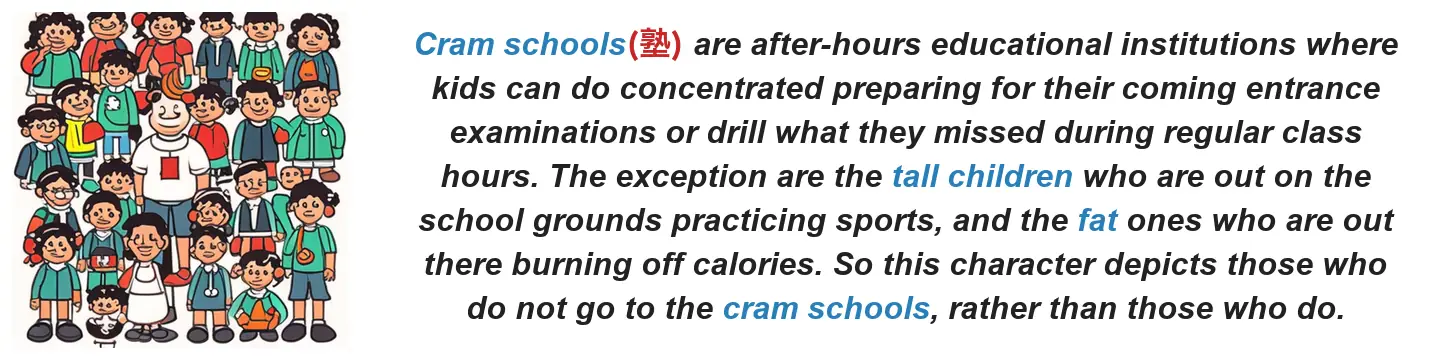 Cram schools(塾) are after-hours educational institutions where
kids can do concentrated preparing for their coming entrance
examinations or drill what they missed during regular class
hours. The exception are the tall children who are out on the
school grounds practicing sports, and the fat ones who are out
there burning off calories. So this character depicts those who
do not go to the cram schools, rather than those who do.